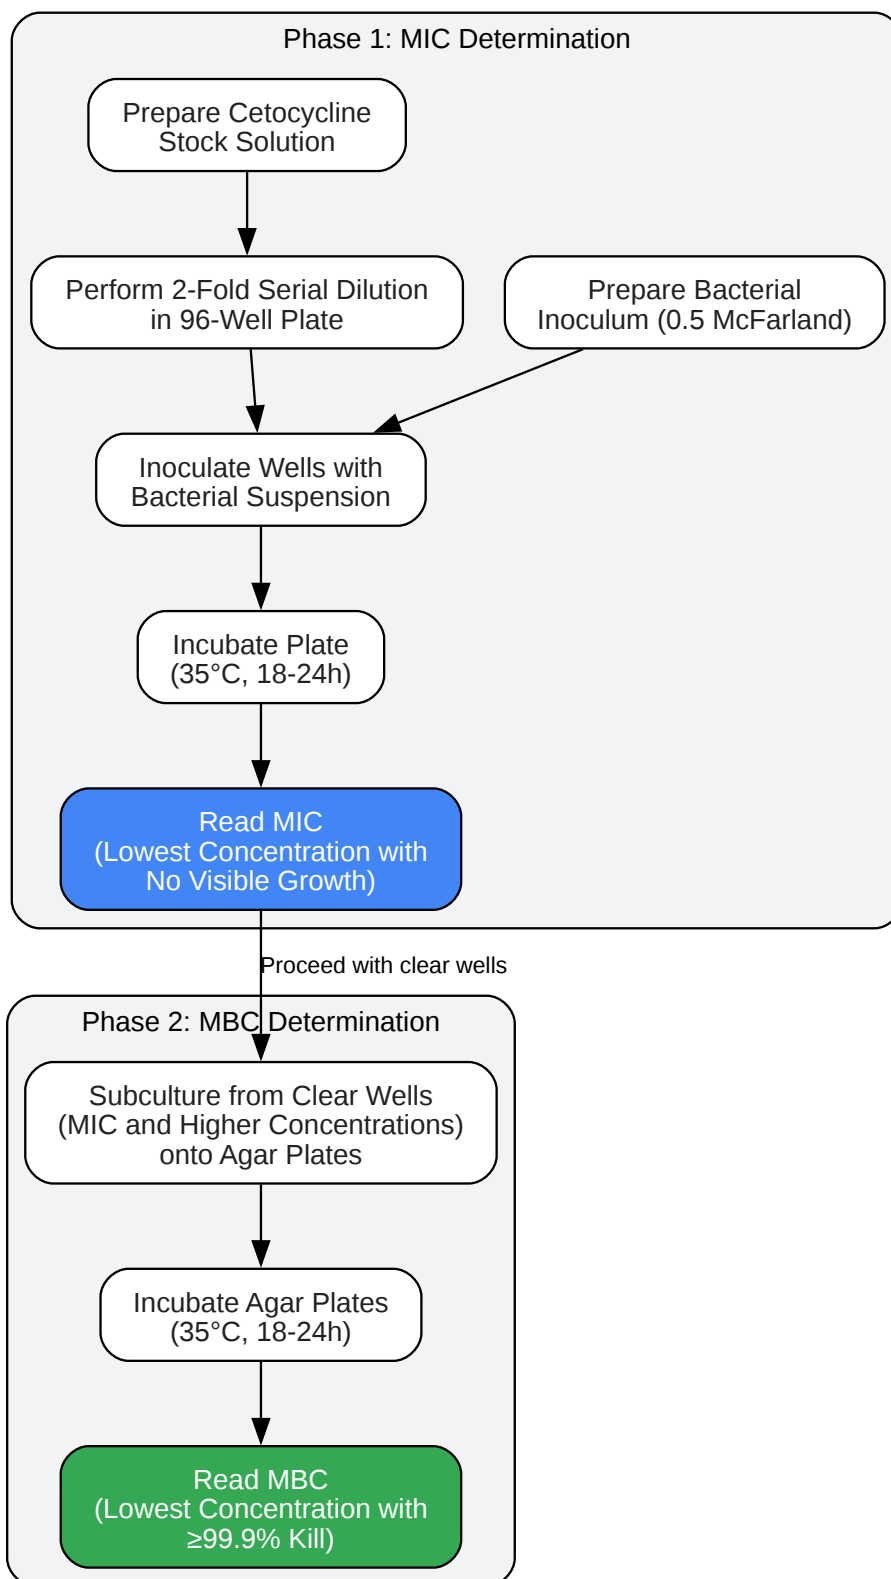 Phase 1: MIC Determination
Prepare Cetocycline
Stock Solution
Perform 2-Fold Serial Dilution
in 96-Well Plate
Prepare Bacterial
Inoculum (0.5 McFarland)
Inoculate Wells with
Bacterial Suspension
Incubate Plate
(35°C, 18-24h)
Read MIC
(Lowest Concentration with
No Visible Growth)
Proceed with clear wells
Phase 2: MBC Determination
Subculture from Clear Wells
(MIC and Higher Concentrations)
onto Agar Plates
Incubate Agar Plates
(35°C, 18-24h)
Read MBC
(Lowest Concentration with
≥99.9% Kill)